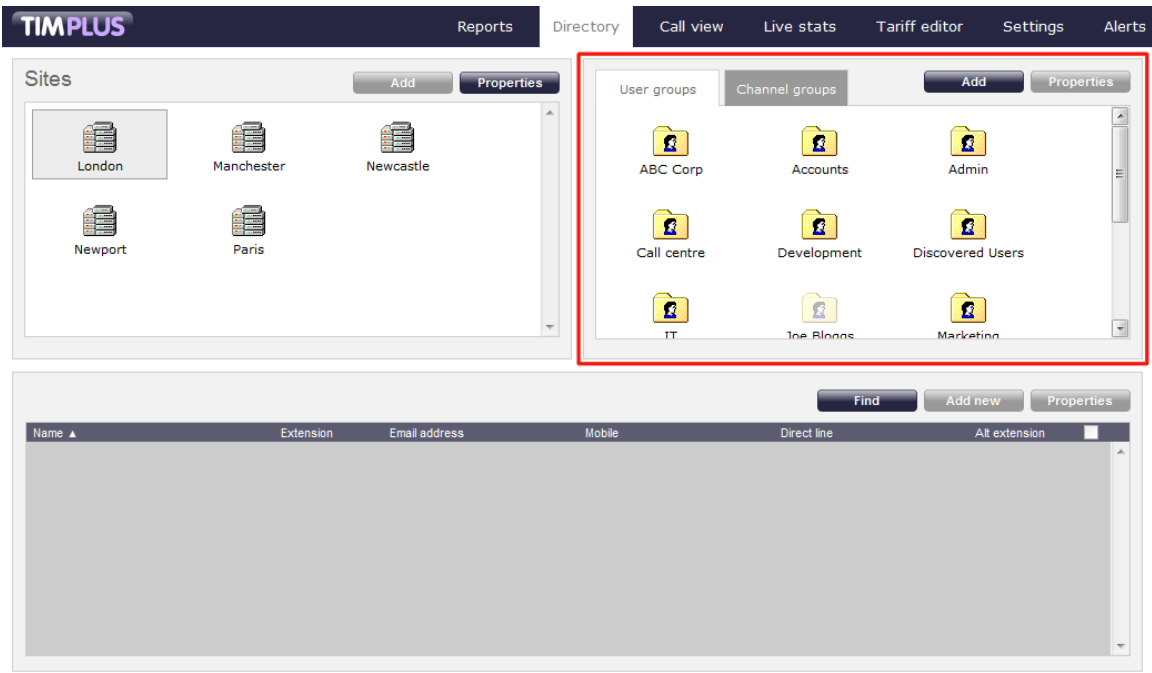 TIMPLUS Reports Directory Call view Live stats Tariff editor Settings Alerts
Sites Add Properties
London Manchester Newcastle
Newport Paris
User groups Channel groups Add Properties
ABC Corp Accounts Admin
Call centre Development Discovered Users
IT Joe Bloggs Marketing
Find Add new Properties
Name ▲ Extension Email address Mobile Direct line Alt extension